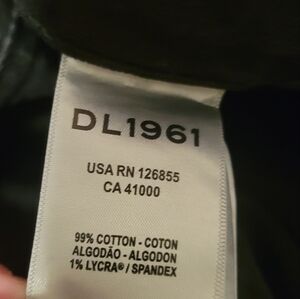 DL1961
USA RN 126855
CA 41000
99% COTTON - COTON
ALGODÃO - ALGODON
1% LYCRA® / SPANDEX